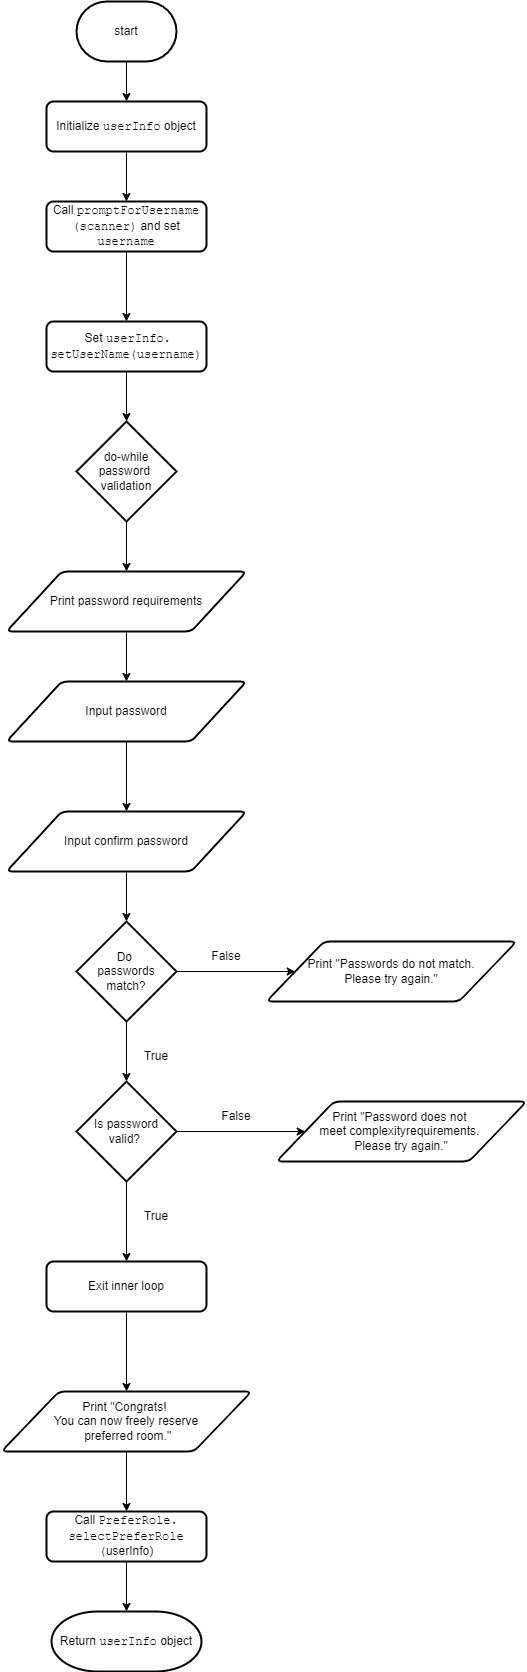 start
Initialize userInfo object
Call promptForUsername
(scanner) and set
username
Set userInfo.
setUserName(username)
do-while
password
validation
Print password requirements
Input password
Input confirm password
Do
passwords
match?
False
Print "Passwords do not match.
Please try again."
True
Is password
valid?
False
Print "Password does not
meet complexityrequirements.
Please try again."
True
Exit inner loop
Print "Congrats!
You can now freely reserve
preferred room."
Call PreferRole.
selectPreferRole
(userInfo)
Return userInfo object